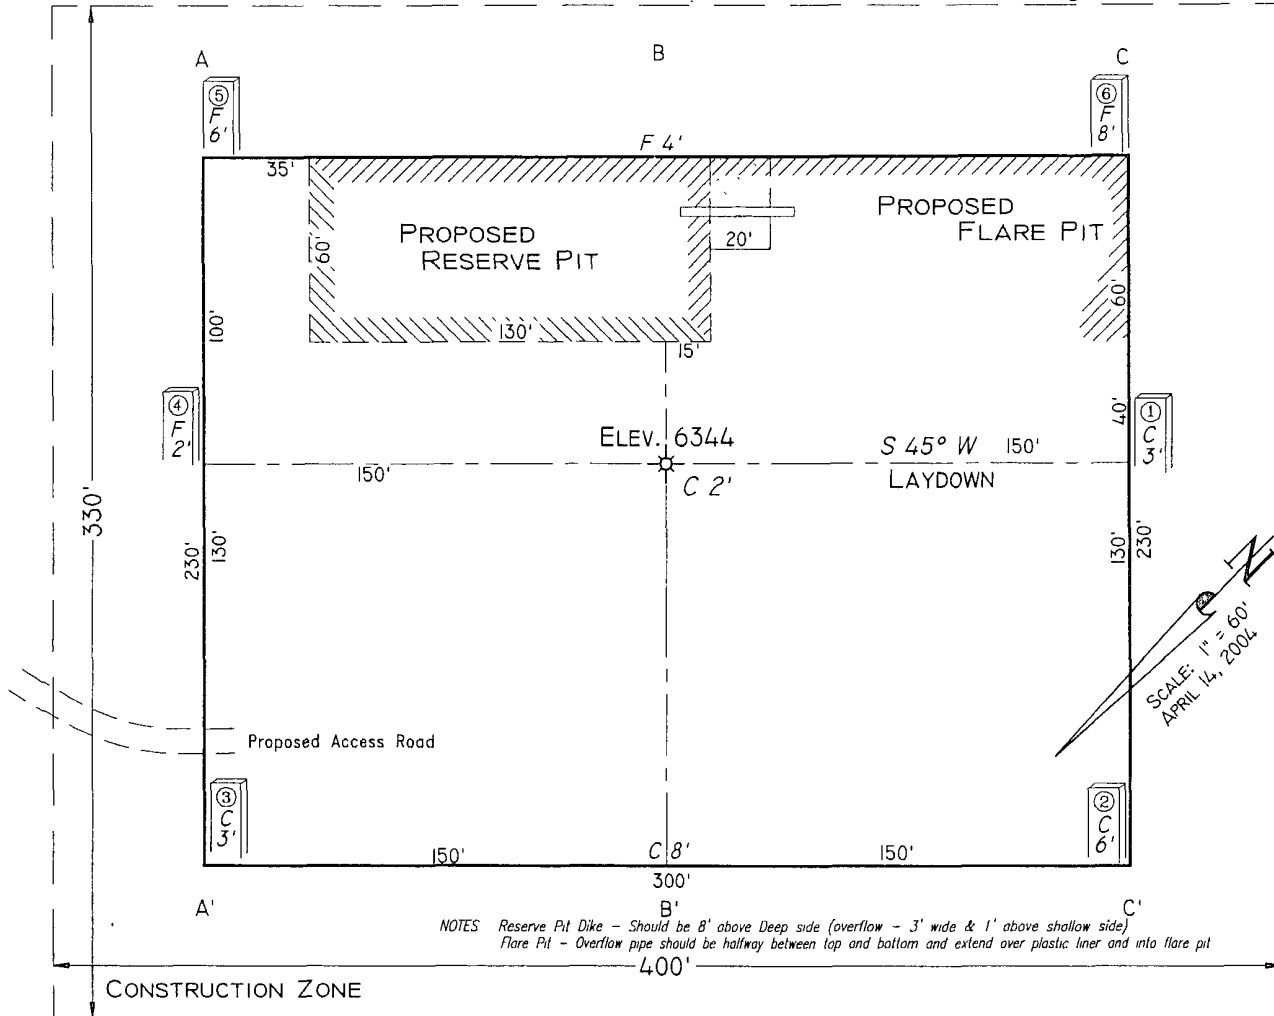 A
B
C
⑤
F
6'
⑥
F
8'
F 4'
35'
PROPOSED
RESERVE PIT
60'
20'
PROPOSED
FLARE PIT
60'
130'
15'
100'
④
F
2'
①
C
3'
40'
ELEV. 6344
S 45° W 150'
LAYDOWN
150'
C 2'
330'
230'
130'
130'
230'
N
SCALE: 1" = 60'
APRIL 14, 2004
Proposed Access Road
③
C
3'
②
C
6'
150'
C 8'
150'
300'
A'
B'
C'
NOTES Reserve Pit Dike - Should be 8' above Deep side (overflow - 3' wide & 1' above shallow side)
Flare Pit - Overflow pipe should be halfway between top and bottom and extend over plastic liner and into flare pit
400'
CONSTRUCTION ZONE